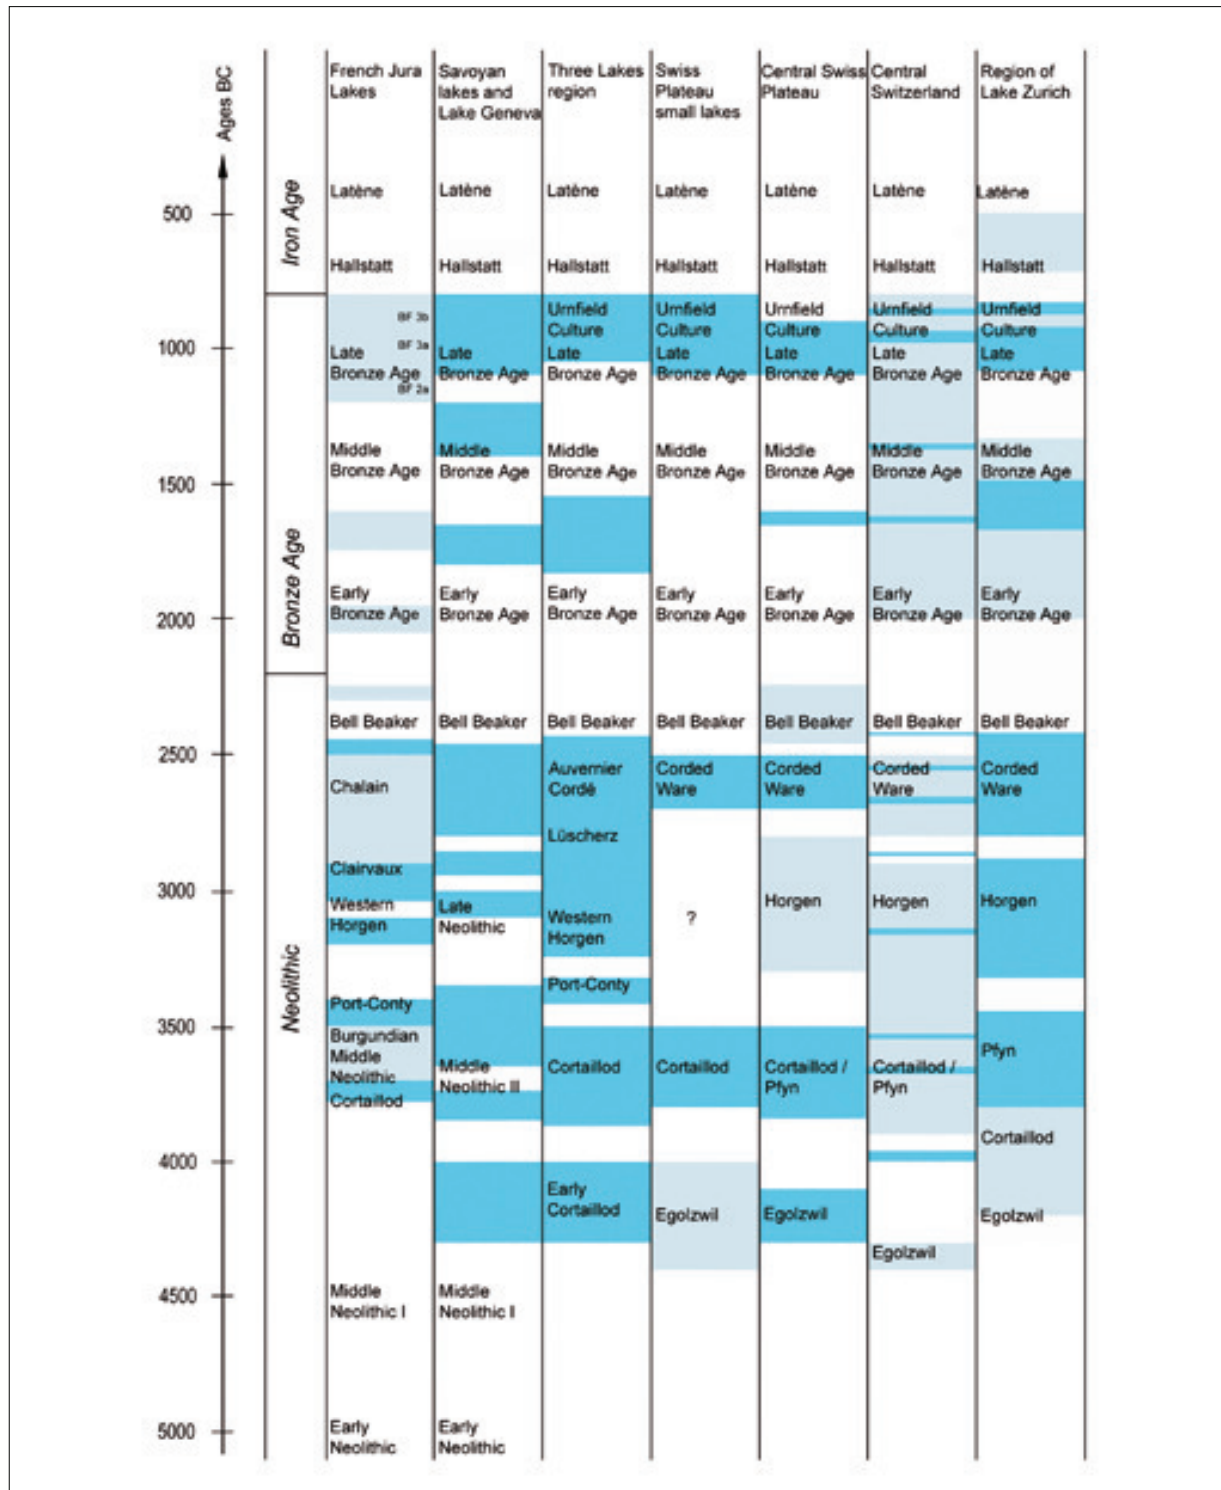 Ages BC
500
1000
1500
2000
2500
3000
3500
4000
4500
5000
Iron Age
Bronze Age
Neolithic
French Jura
Lakes
Latène
Hallstatt
BF 3b
BF 3a
Late
Bronze Age
BF 2a
Middle
Bronze Age
Early
Bronze Age
Bell Beaker
Chalain
Clairvaux
Western
Horgen
Port-Conty
Burgundian
Middle
Neolithic
Cortaillod
Middle
Neolithic I
Early
Neolithic
Savoyan
lakes and
Lake Geneva
Latène
Hallstatt
Late
Bronze Age
Middle
Bronze Age
Early
Bronze Age
Bell Beaker
Late
Neolithic
Middle
Neolithic II
Middle
Neolithic I
Early
Neolithic
Three Lakes
region
Latène
Hallstatt
Urnfield
Culture
Late
Bronze Age
Middle
Bronze Age
Early
Bronze Age
Bell Beaker
Auvernier
Cordé
Lüscherz
Western
Horgen
Port-Conty
Cortaillod
Early
Cortaillod
Swiss
Plateau
small lakes
Latène
Hallstatt
Urnfield
Culture
Late
Bronze Age
Middle
Bronze Age
Early
Bronze Age
Bell Beaker
Corded
Ware
?
Cortaillod
Egolzwil
Central Swiss
Plateau
Latène
Hallstatt
Urnfield
Culture
Late
Bronze Age
Middle
Bronze Age
Early
Bronze Age
Bell Beaker
Corded
Ware
Horgen
Cortaillod /
Pfyn
Egolzwil
Central
Switzerland
Latène
Hallstatt
Urnfield
Culture
Late
Bronze Age
Middle
Bronze Age
Early
Bronze Age
Bell Beaker
Corded
Ware
Horgen
Cortaillod /
Pfyn
Egolzwil
Region of
Lake Zurich
Latène
Hallstatt
Urnfield
Culture
Late
Bronze Age
Middle
Bronze Age
Early
Bronze Age
Bell Beaker
Corded
Ware
Horgen
Pfyn
Cortaillod
Egolzwil